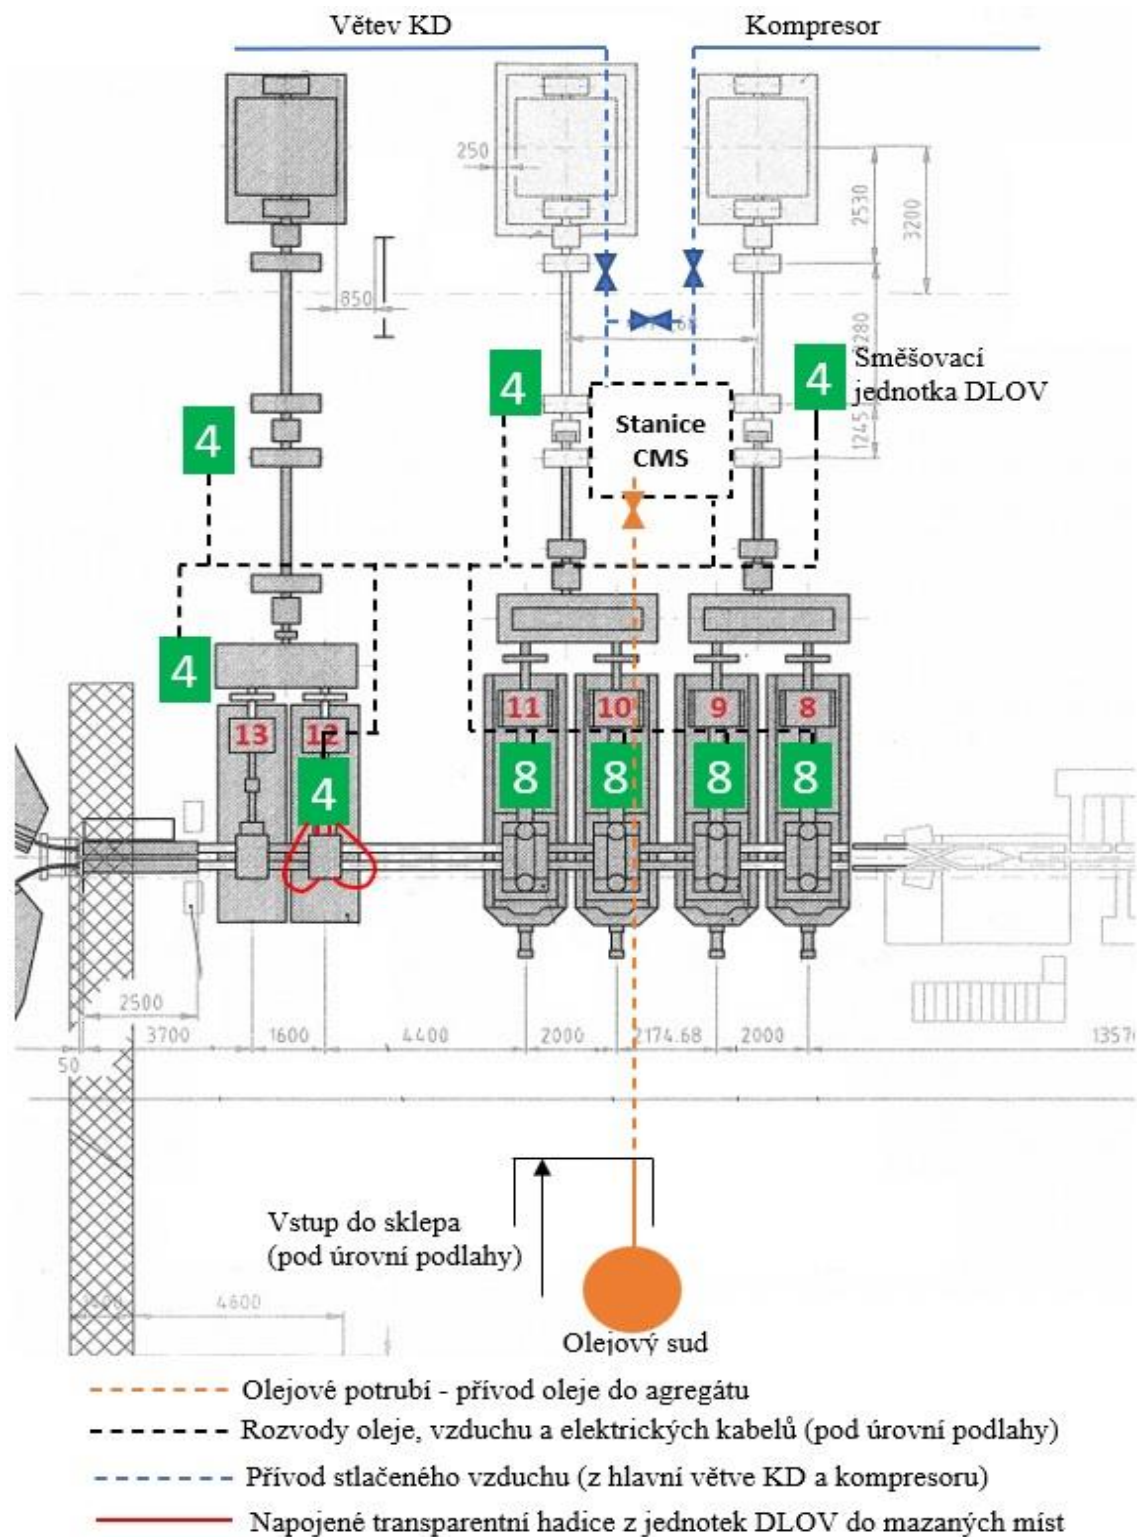 Větev KD
Kompresor
250
2530
3200
850
4
4
Směšovací
jednotka DLOV
Stanice
CMS
1245
4
4
13
12
11
10
9
8
4
8
8
8
8
2500
3700
1600
4400
2000
2174.68
2000
13570
50
Vstup do sklepa
(pod úrovní podlahy)
4600
Olejový sud
Olejové potrubí - přívod oleje do agregátu
Rozvody oleje, vzduchu a elektrických kabelů (pod úrovní podlahy)
Přívod stlačeného vzduchu (z hlavní větve KD a kompresoru)
Napojené transparentní hadice z jednotek DLOV do mazaných míst